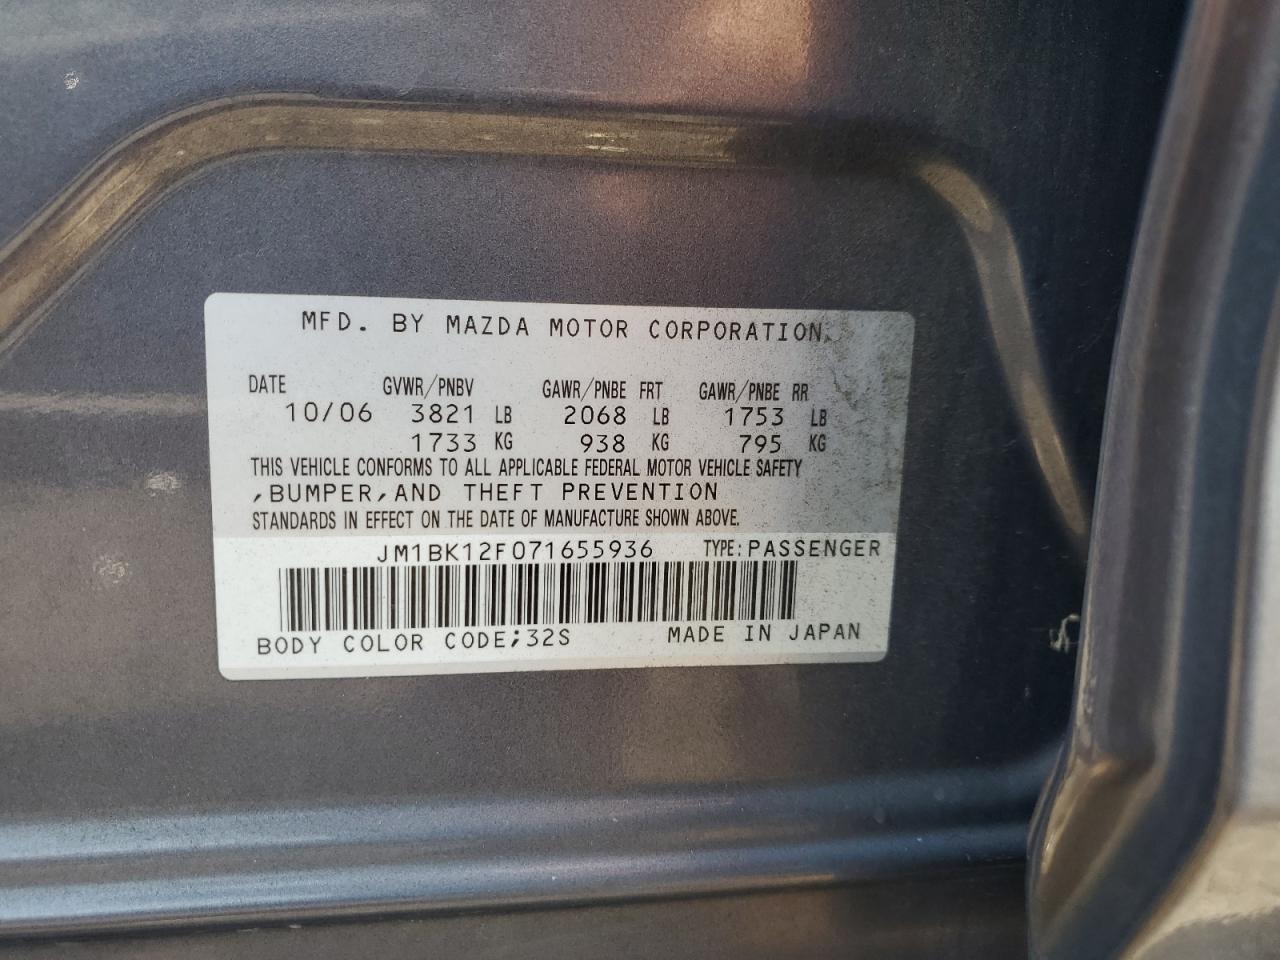 MFD. BY MAZDA MOTOR CORPORATION.
DATE GVWR/PNBV GAWR/PNBE FRT GAWR/PNBE RR
10/06 3821 LB 2068 LB 1753 LB
1733 KG 938 KG 795 KG
THIS VEHICLE CONFORMS TO ALL APPLICABLE FEDERAL MOTOR VEHICLE SAFETY
,BUMPER,AND THEFT PREVENTION
STANDARDS IN EFFECT ON THE DATE OF MANUFACTURE SHOWN ABOVE.
JM1BK12F071655936 TYPE:PASSENGER
BODY COLOR CODE;32S MADE IN JAPAN